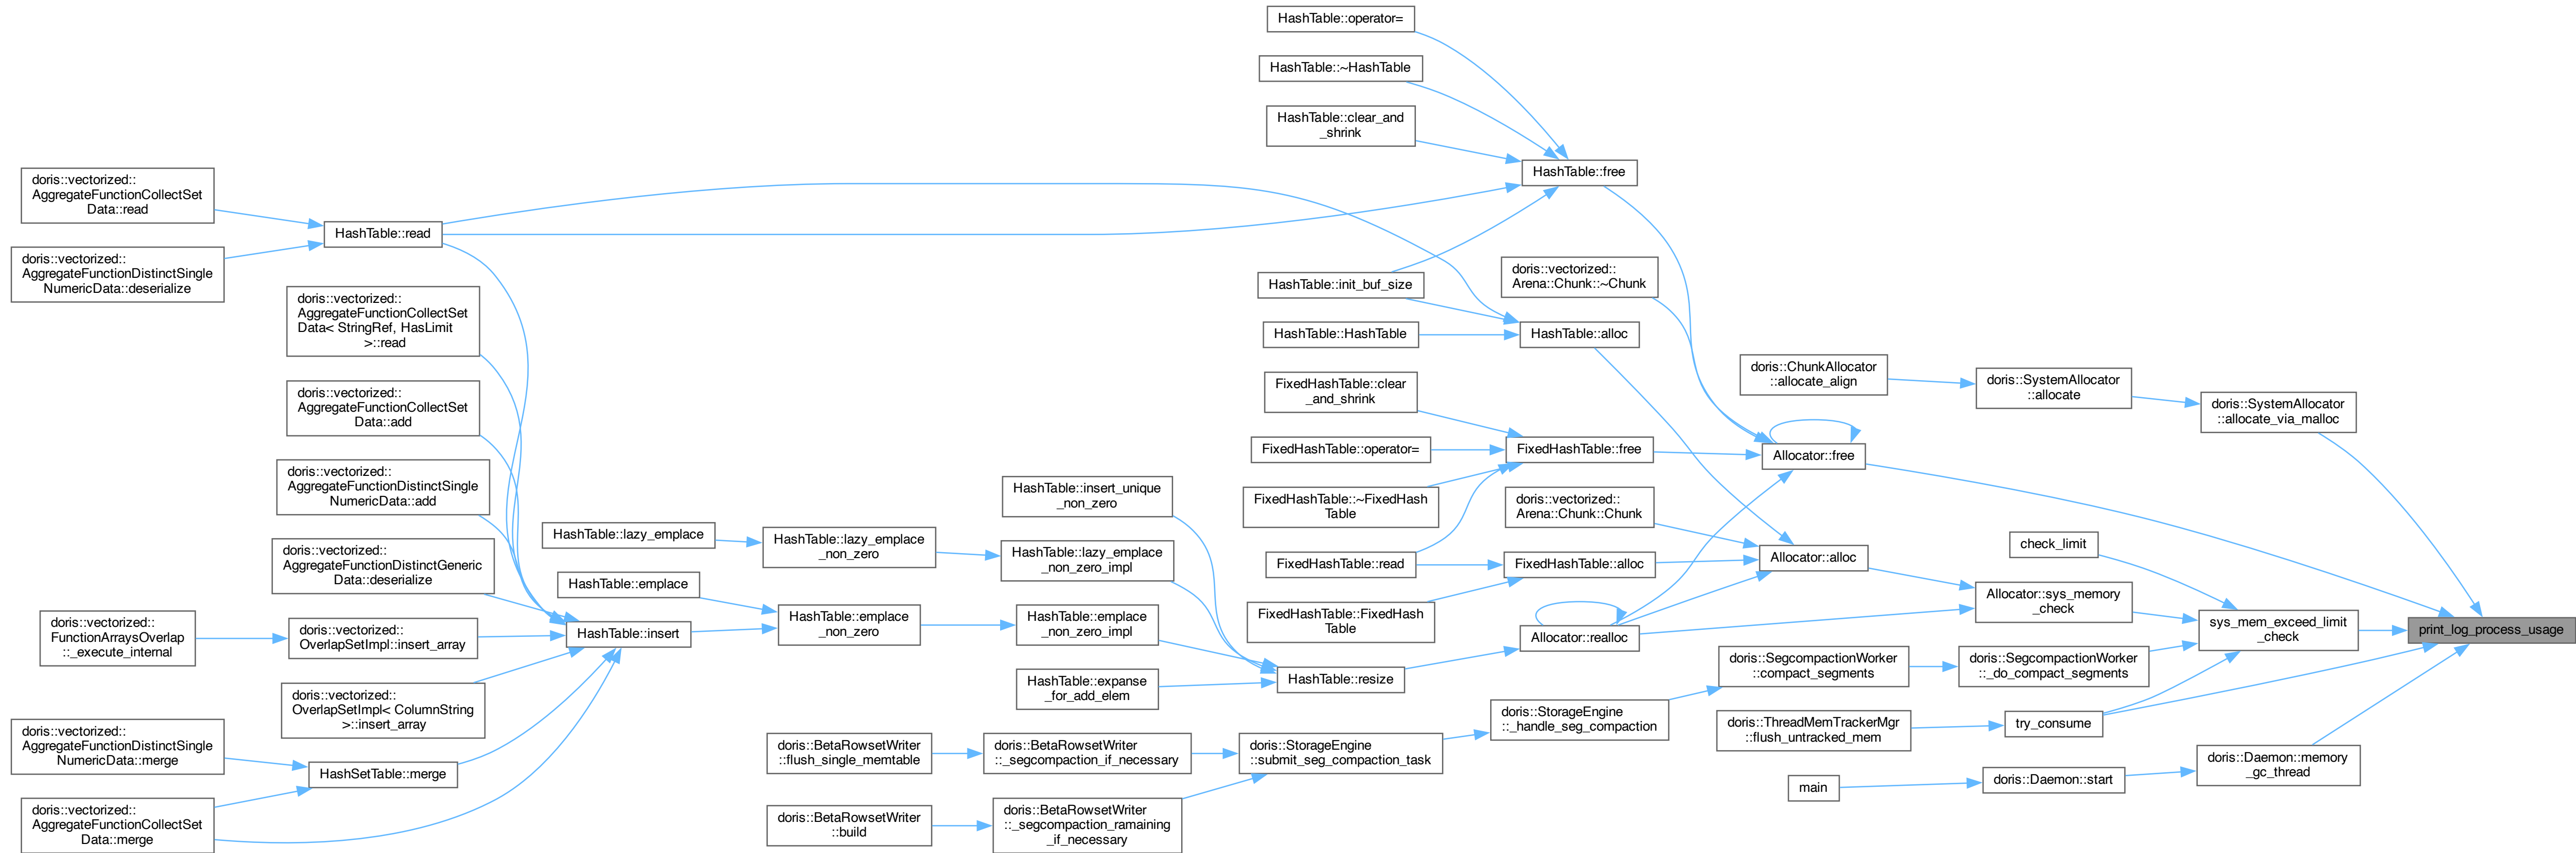 HashTable::operator=
HashTable::~HashTable
HashTable::clear_and
_shrink
HashTable::free
doris::vectorized::
AggregateFunctionCollectSet
Data::read
HashTable::read
doris::vectorized::
AggregateFunctionDistinctSingle
NumericData::deserialize
doris::vectorized::
Arena::Chunk::~Chunk
HashTable::init_buf_size
doris::vectorized::
AggregateFunctionCollectSet
Data< StringRef, HasLimit
>::read
HashTable::HashTable
HashTable::alloc
doris::ChunkAllocator
::allocate_align
doris::SystemAllocator
::allocate
doris::SystemAllocator
::allocate_via_malloc
FixedHashTable::clear
_and_shrink
doris::vectorized::
AggregateFunctionCollectSet
Data::add
FixedHashTable::operator=
FixedHashTable::free
Allocator::free
doris::vectorized::
AggregateFunctionDistinctSingle
NumericData::add
HashTable::insert_unique
_non_zero
FixedHashTable::~FixedHash
Table
doris::vectorized::
Arena::Chunk::Chunk
HashTable::lazy_emplace
HashTable::lazy_emplace
_non_zero
HashTable::lazy_emplace
_non_zero_impl
FixedHashTable::read
FixedHashTable::alloc
Allocator::alloc
check_limit
doris::vectorized::
AggregateFunctionDistinctGeneric
Data::deserialize
HashTable::emplace
FixedHashTable::FixedHash
Table
Allocator::sys_memory
_check
doris::vectorized::
FunctionArraysOverlap
::_execute_internal
doris::vectorized::
OverlapSetImpl::insert_array
HashTable::insert
HashTable::emplace
_non_zero
HashTable::emplace
_non_zero_impl
Allocator::realloc
sys_mem_exceed_limit
_check
print_log_process_usage
doris::vectorized::
OverlapSetImpl< ColumnString
>::insert_array
HashTable::expanse
_for_add_elem
HashTable::resize
doris::SegcompactionWorker
::compact_segments
doris::SegcompactionWorker
::_do_compact_segments
doris::StorageEngine
::_handle_seg_compaction
doris::ThreadMemTrackerMgr
::flush_untracked_mem
try_consume
doris::vectorized::
AggregateFunctionDistinctSingle
NumericData::merge
HashSetTable::merge
doris::BetaRowsetWriter
::flush_single_memtable
doris::BetaRowsetWriter
::_segcompaction_if_necessary
doris::StorageEngine
::submit_seg_compaction_task
doris::Daemon::memory
_gc_thread
main
doris::Daemon::start
doris::vectorized::
AggregateFunctionCollectSet
Data::merge
doris::BetaRowsetWriter
::build
doris::BetaRowsetWriter
::_segcompaction_ramaining
_if_necessary